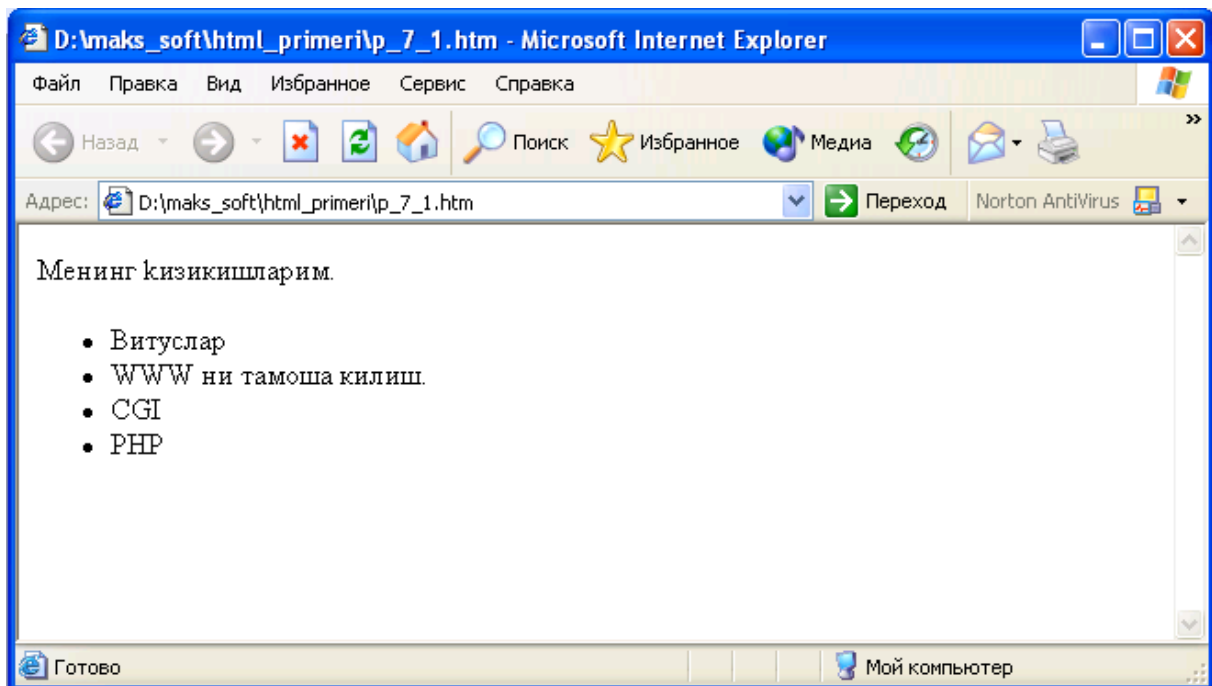 D:\maks_soft\html_primeri\p_7_1.htm - Microsoft Internet Explorer
Файл Правка Вид Избранное Сервис Справка
Назад Поиск Избранное Медиа »
Адрес: D:\maks_soft\html_primeri\p_7_1.htm Переход Norton AntiVirus
Менинг kизикишларим.
• Витуслар
• WWW ни тамоша килиш.
• CGI
• PHP
Готово Мой компьютер